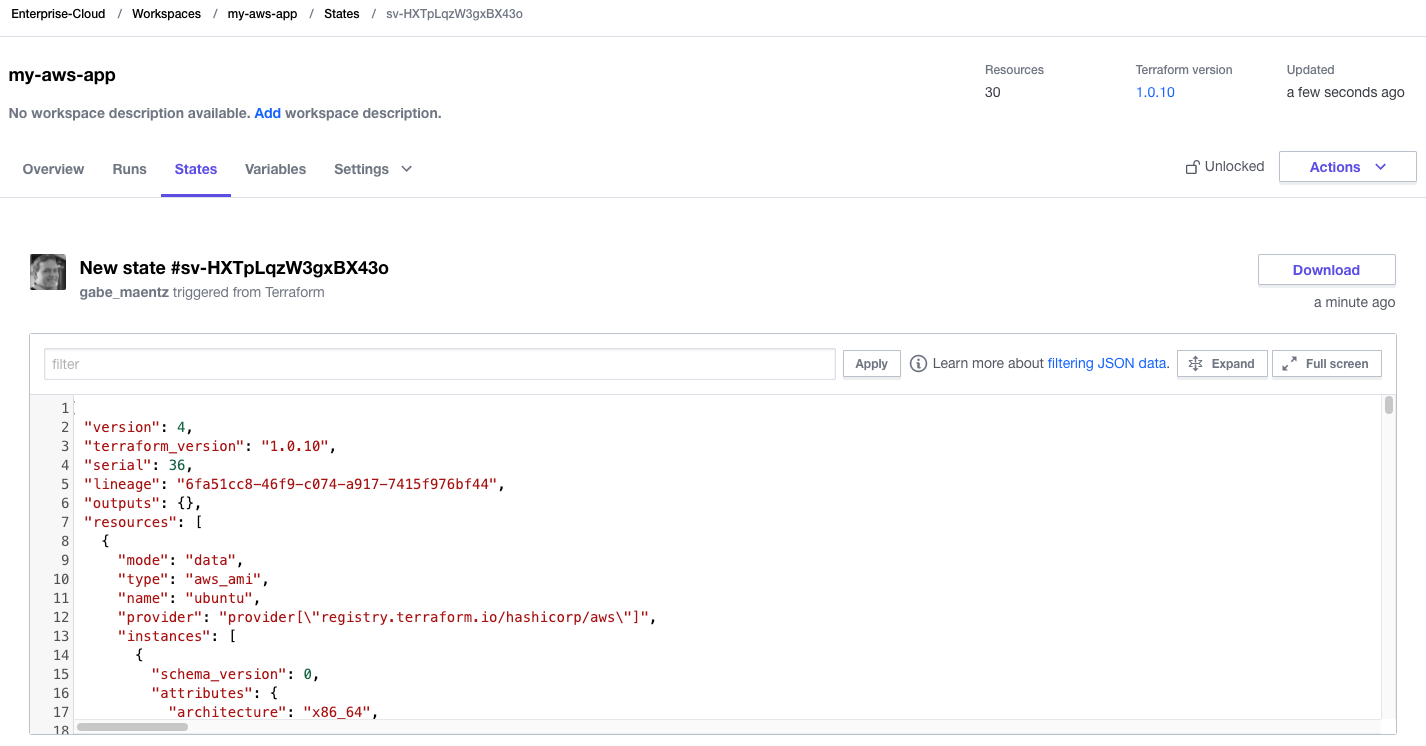 Enterprise-Cloud / Workspaces / my-aws-app / States / sv-HXTpLqzW3gxBX43o
my-aws-app
No workspace description available. Add workspace description.
Resources
30
Terraform version
1.0.10
Updated
a few seconds ago
Overview Runs States Variables Settings
Unlocked
Actions
New state #sv-HXTpLqzW3gxBX43o
gabe_maentz triggered from Terraform
Download
a minute ago
filter
Apply
Learn more about filtering JSON data.
Expand
Full screen
1
2 "version": 4,
3 "terraform_version": "1.0.10",
4 "serial": 36,
5 "lineage": "6fa51cc8-46f9-c074-a917-7415f976bf44",
6 "outputs": {},
7 "resources": [
8 {
9 "mode": "data",
10 "type": "aws_ami",
11 "name": "ubuntu",
12 "provider": "provider[\"registry.terraform.io/hashicorp/aws\"]",
13 "instances": [
14 {
15 "schema_version": 0,
16 "attributes": {
17 "architecture": "x86_64",
18